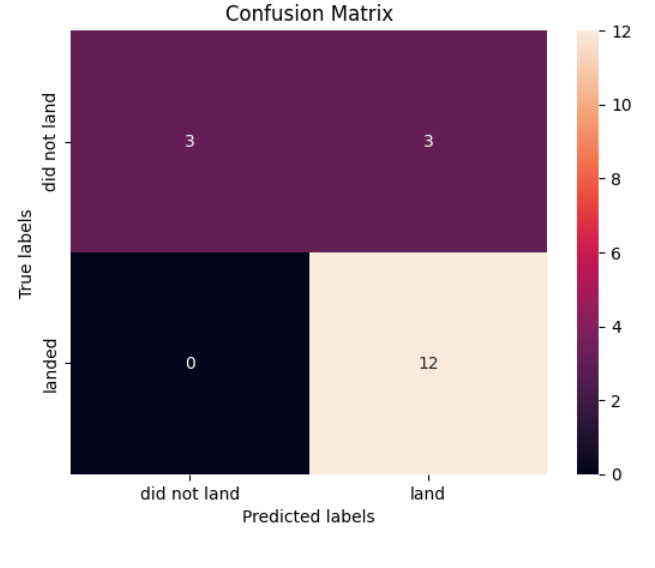 Confusion Matrix
True labels
did not land
landed
3 3
0 12
did not land land
Predicted labels
12
10
8
6
4
2
0